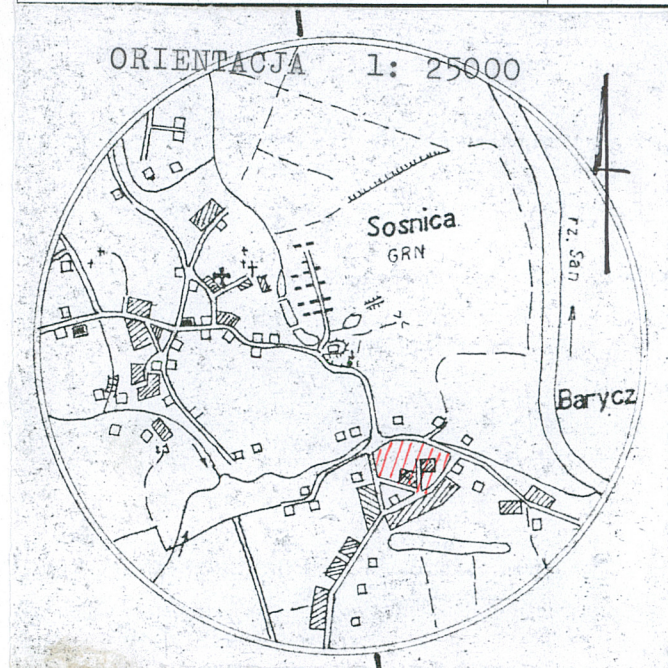 ORIENTACJA 1: 25000
Sosnica
GRN
rz. San
Barycz